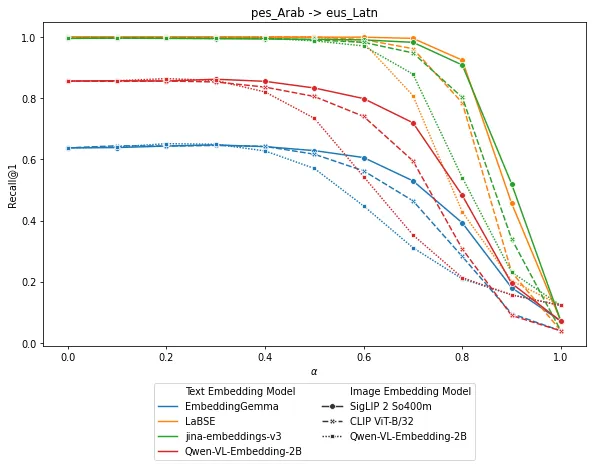 pes_Arab -> eus_Latn
Recall@1
1.0
0.8
0.6
0.4
0.2
0.0
0.0 0.2 0.4 0.6 0.8 1.0
α
Text Embedding Model Image Embedding Model
EmbeddingGemma SigLIP 2 So400m
LaBSE CLIP ViT-B/32
jina-embeddings-v3 Qwen-VL-Embedding-2B
Qwen-VL-Embedding-2B